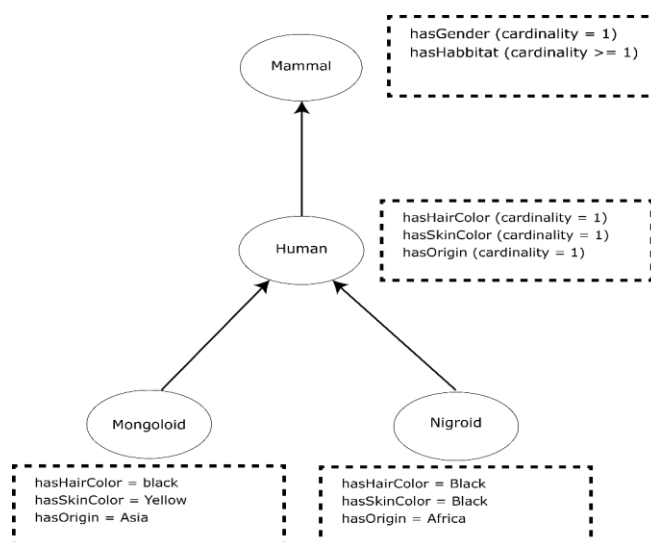 Mammal
hasGender (cardinality = 1)
hasHabbitat (cardinality >= 1)
Human
hasHairColor (cardinality = 1)
hasSkinColor (cardinality = 1)
hasOrigin (cardinality = 1)
Mongoloid
Nigroid
hasHairColor = black
hasSkinColor = Yellow
hasOrigin = Asia
hasHairColor = Black
hasSkinColor = Black
hasOrigin = Africa